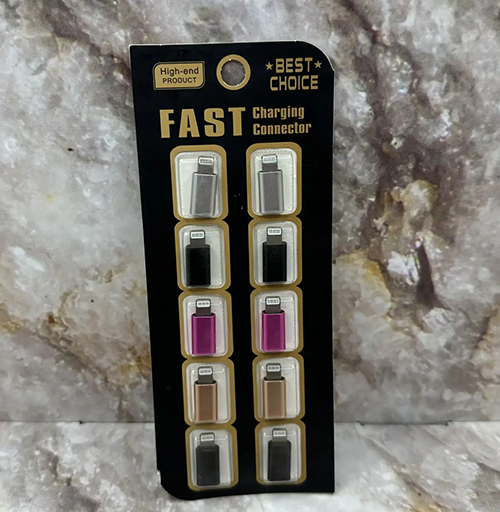 High-end
PRODUCT
★BEST★
CHOICE
FAST Charging
Connector